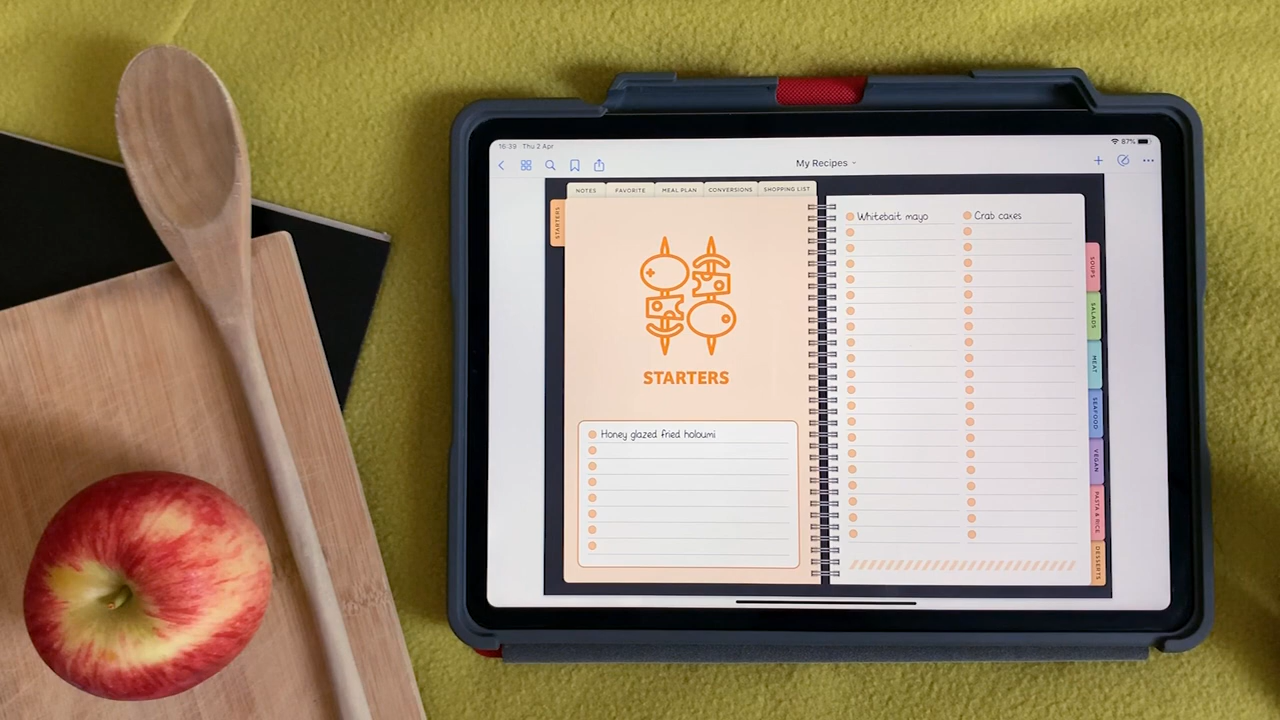 16:39 Thu 2 Apr
87%
My Recipes
NOTES FAVORITE MEAL PLAN CONVERSIONS SHOPPING LIST
STARTERS
STARTERS
Honey glazed fried holoumi
Whitebait mayo
Crab caxes
SOUPS
SALADS
MEAT
SEAFOOD
VEGAN
PASTA & RICE
DESSERTS